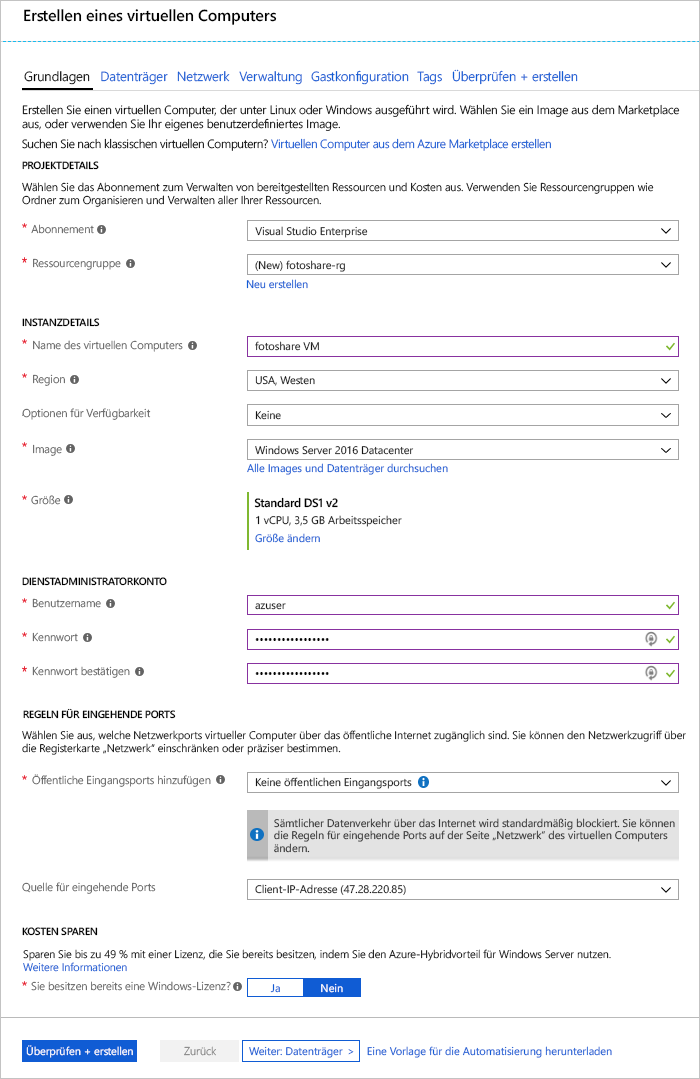 Erstellen eines virtuellen Computers
Grundlagen Datenträger Netzwerk Verwaltung Gastkonfiguration Tags Überprüfen + erstellen
Erstellen Sie einen virtuellen Computer, der unter Linux oder Windows ausgeführt wird. Wählen Sie ein Image aus dem Marketplace
aus, oder verwenden Sie Ihr eigenes benutzerdefiniertes Image.
Suchen Sie nach klassischen virtuellen Computern? Virtuellen Computer aus dem Azure Marketplace erstellen
PROJEKTDETAILS
Wählen Sie das Abonnement zum Verwalten von bereitgestellten Ressourcen und Kosten aus. Verwenden Sie Ressourcengruppen wie
Ordner zum Organisieren und Verwalten aller Ihrer Ressourcen.
* Abonnement Visual Studio Enterprise
* Ressourcengruppe (New) fotoshare-rg
Neu erstellen
INSTANZDETAILS
* Name des virtuellen Computers fotoshare VM
* Region USA, Westen
Optionen für Verfügbarkeit Keine
* Image Windows Server 2016 Datacenter
Alle Images und Datenträger durchsuchen
* Größe Standard DS1 v2
1 vCPU, 3,5 GB Arbeitsspeicher
Größe ändern
DIENSTADMINISTRATORKONTO
* Benutzername azuser
* Kennwort •••••••••••••••••
* Kennwort bestätigen •••••••••••••••••
REGELN FÜR EINGEHENDE PORTS
Wählen Sie aus, welche Netzwerkports virtueller Computer über das öffentliche Internet zugänglich sind. Sie können den Netzwerkzugriff über
die Registerkarte „Netzwerk“ einschränken oder präziser bestimmen.
* Öffentliche Eingangsports hinzufügen Keine öffentlichen Eingangsports
Sämtlicher Datenverkehr über das Internet wird standardmäßig blockiert. Sie können
die Regeln für eingehende Ports auf der Seite „Netzwerk“ des virtuellen Computers
ändern.
Quelle für eingehende Ports Client-IP-Adresse (47.28.220.85)
KOSTEN SPAREN
Sparen Sie bis zu 49 % mit einer Lizenz, die Sie bereits besitzen, indem Sie den Azure-Hybridvorteil für Windows Server nutzen.
Weitere Informationen
* Sie besitzen bereits eine Windows-Lizenz? Ja Nein
Überprüfen + erstellen Zurück Weiter: Datenträger > Eine Vorlage für die Automatisierung herunterladen